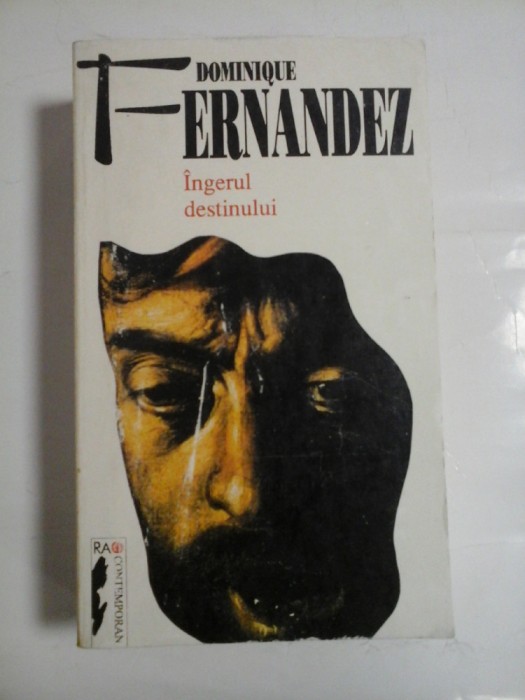 DOMINIQUE
FERNANDEZ
Îngerul
destinului
RAO
CONTEMPORAN